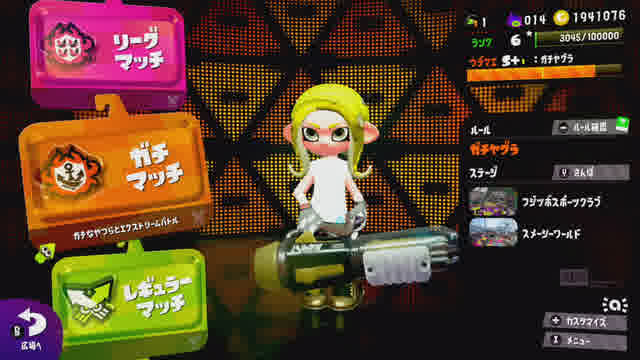 リーグ
マッチ
ガチ
マッチ
ガチなやつらとエクストリームバトル
レギュラー
マッチ
B
広場へ
1
014
1941076
ランク
6
3045/100000
ウデマエ S+ : ガチヤグラ
ルール
ルール確認
ガチヤグラ
ステージ
Y さんぽ
フジツボスポーツクラブ
スメーシーワールド
カスタマイズ
X メニュー